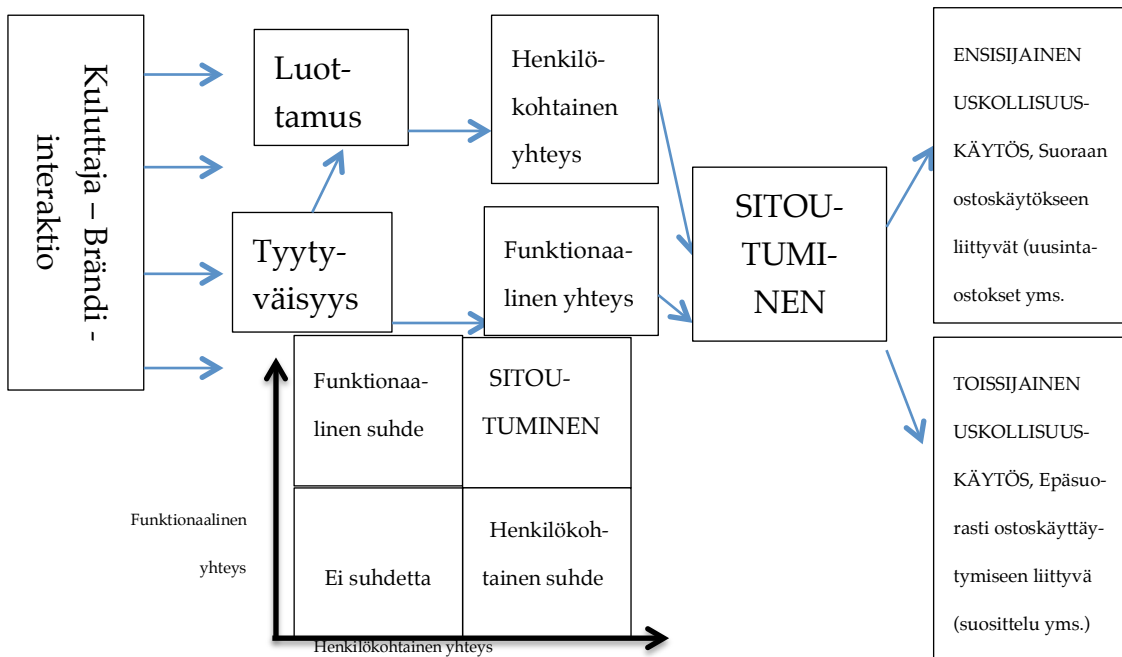 Kuluttaja – Brändi -
interaktio
Luot-
tamus
Tyyty-
väisyys
Henkilö-
kohtainen
yhteys
Funktionaa-
linen yhteys
SITOU-
TUMI-
NEN
ENSISIJAINEN
USKOLLISUUS-
KÄYTÖS, Suoraan
ostoskäytökseen
liittyvät (uusinta-
ostokset yms.
TOISSIJAINEN
USKOLLISUUS-
KÄYTÖS, Epäsuo-
rasti ostoskäyttäy-
tymiseen liittyvä
(suosittelu yms.)
Funktionaa-
linen suhde
SITOU-
TUMINEN
Funktionaalinen
yhteys
Ei suhdetta
Henkilökoh-
tainen suhde
Henkilökohtainen yhteys